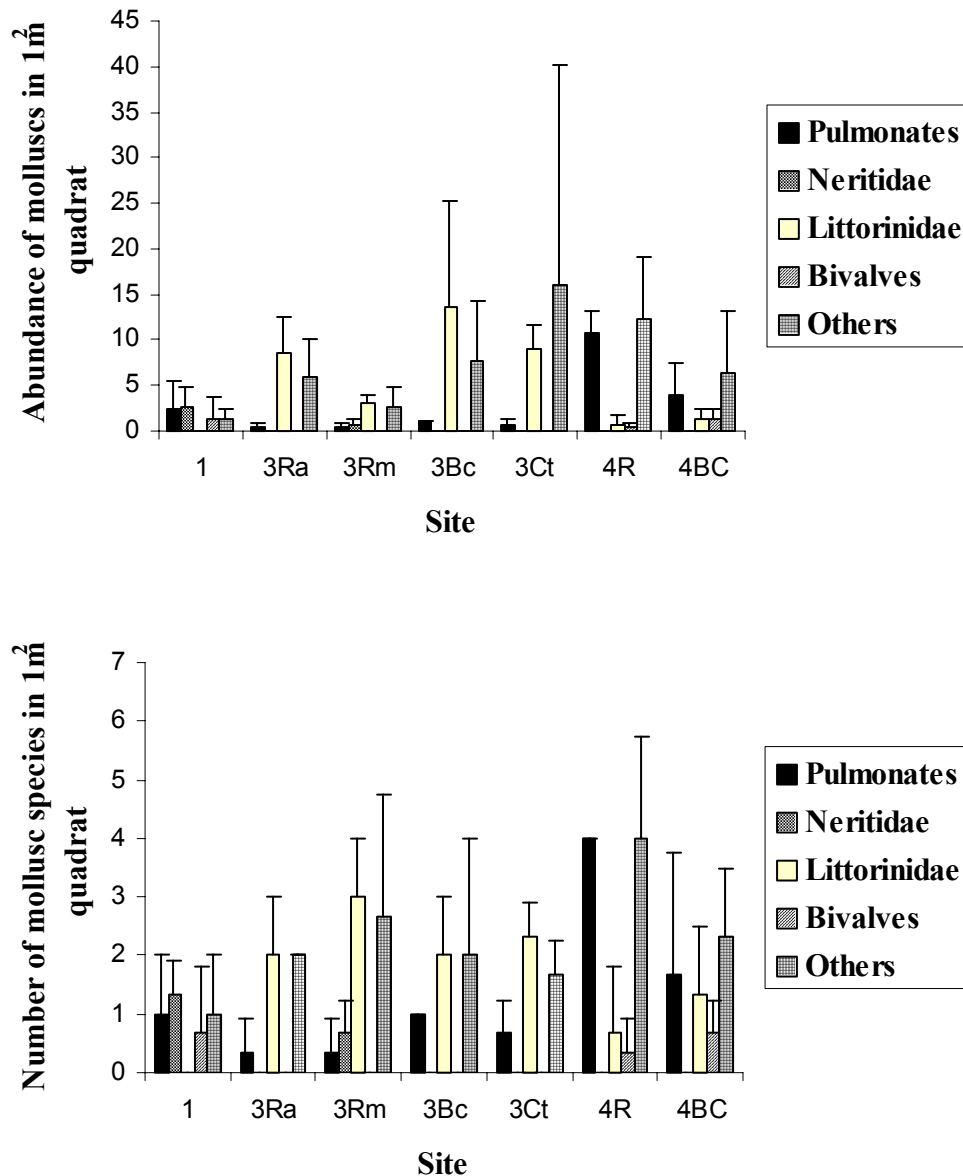 Abundance of molluscs in 1m2
quadrat
45
40
35
30
25
20
15
10
5
0
1 3Ra 3Rm 3Bc 3Ct 4R 4BC
Site
Pulmonates
Neritidae
Littorinidae
Bivalves
Others
Number of mollusc species in 1m2
quadrat
7
6
5
4
3
2
1
0
1 3Ra 3Rm 3Bc 3Ct 4R 4BC
Site
Pulmonates
Neritidae
Littorinidae
Bivalves
Others